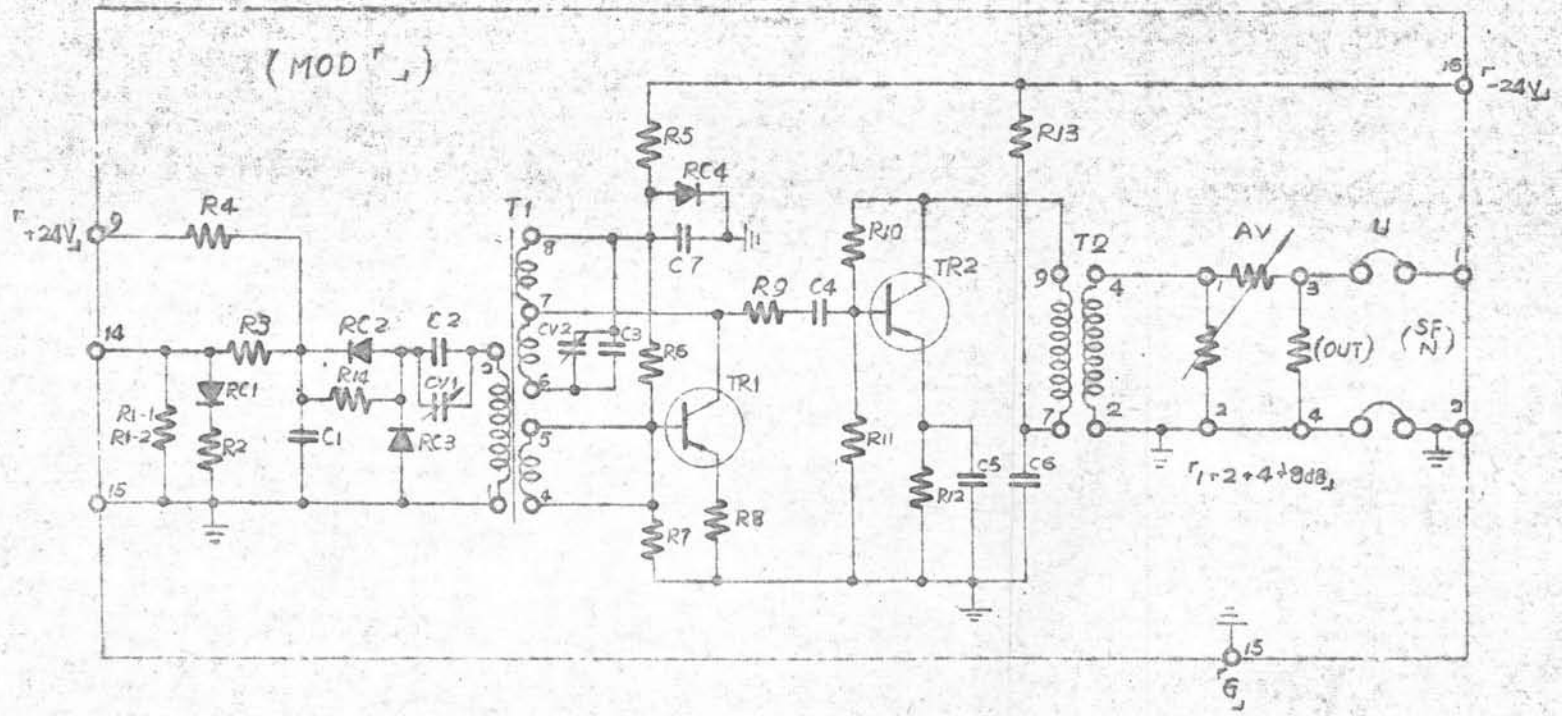 (MOD「 」)
16
「-24V」
R5
R13
RC4
R4
9
「+24V」
T1
8
C7
R10
TR2
T2
AV
U
1
9
4
1
3
7
R9
C4
14
R3
RC2
C2
2
CV2
C3
R6
(OUT)
(SF
N)
R14
CV1
6
TR1
RC1
R1-1
R1-2
R2
C1
RC3
5
R11
7
2
2
4
2
C5
C6
「1+2+4+8dB」
15
1
4
R12
R7
R8
15
「G」